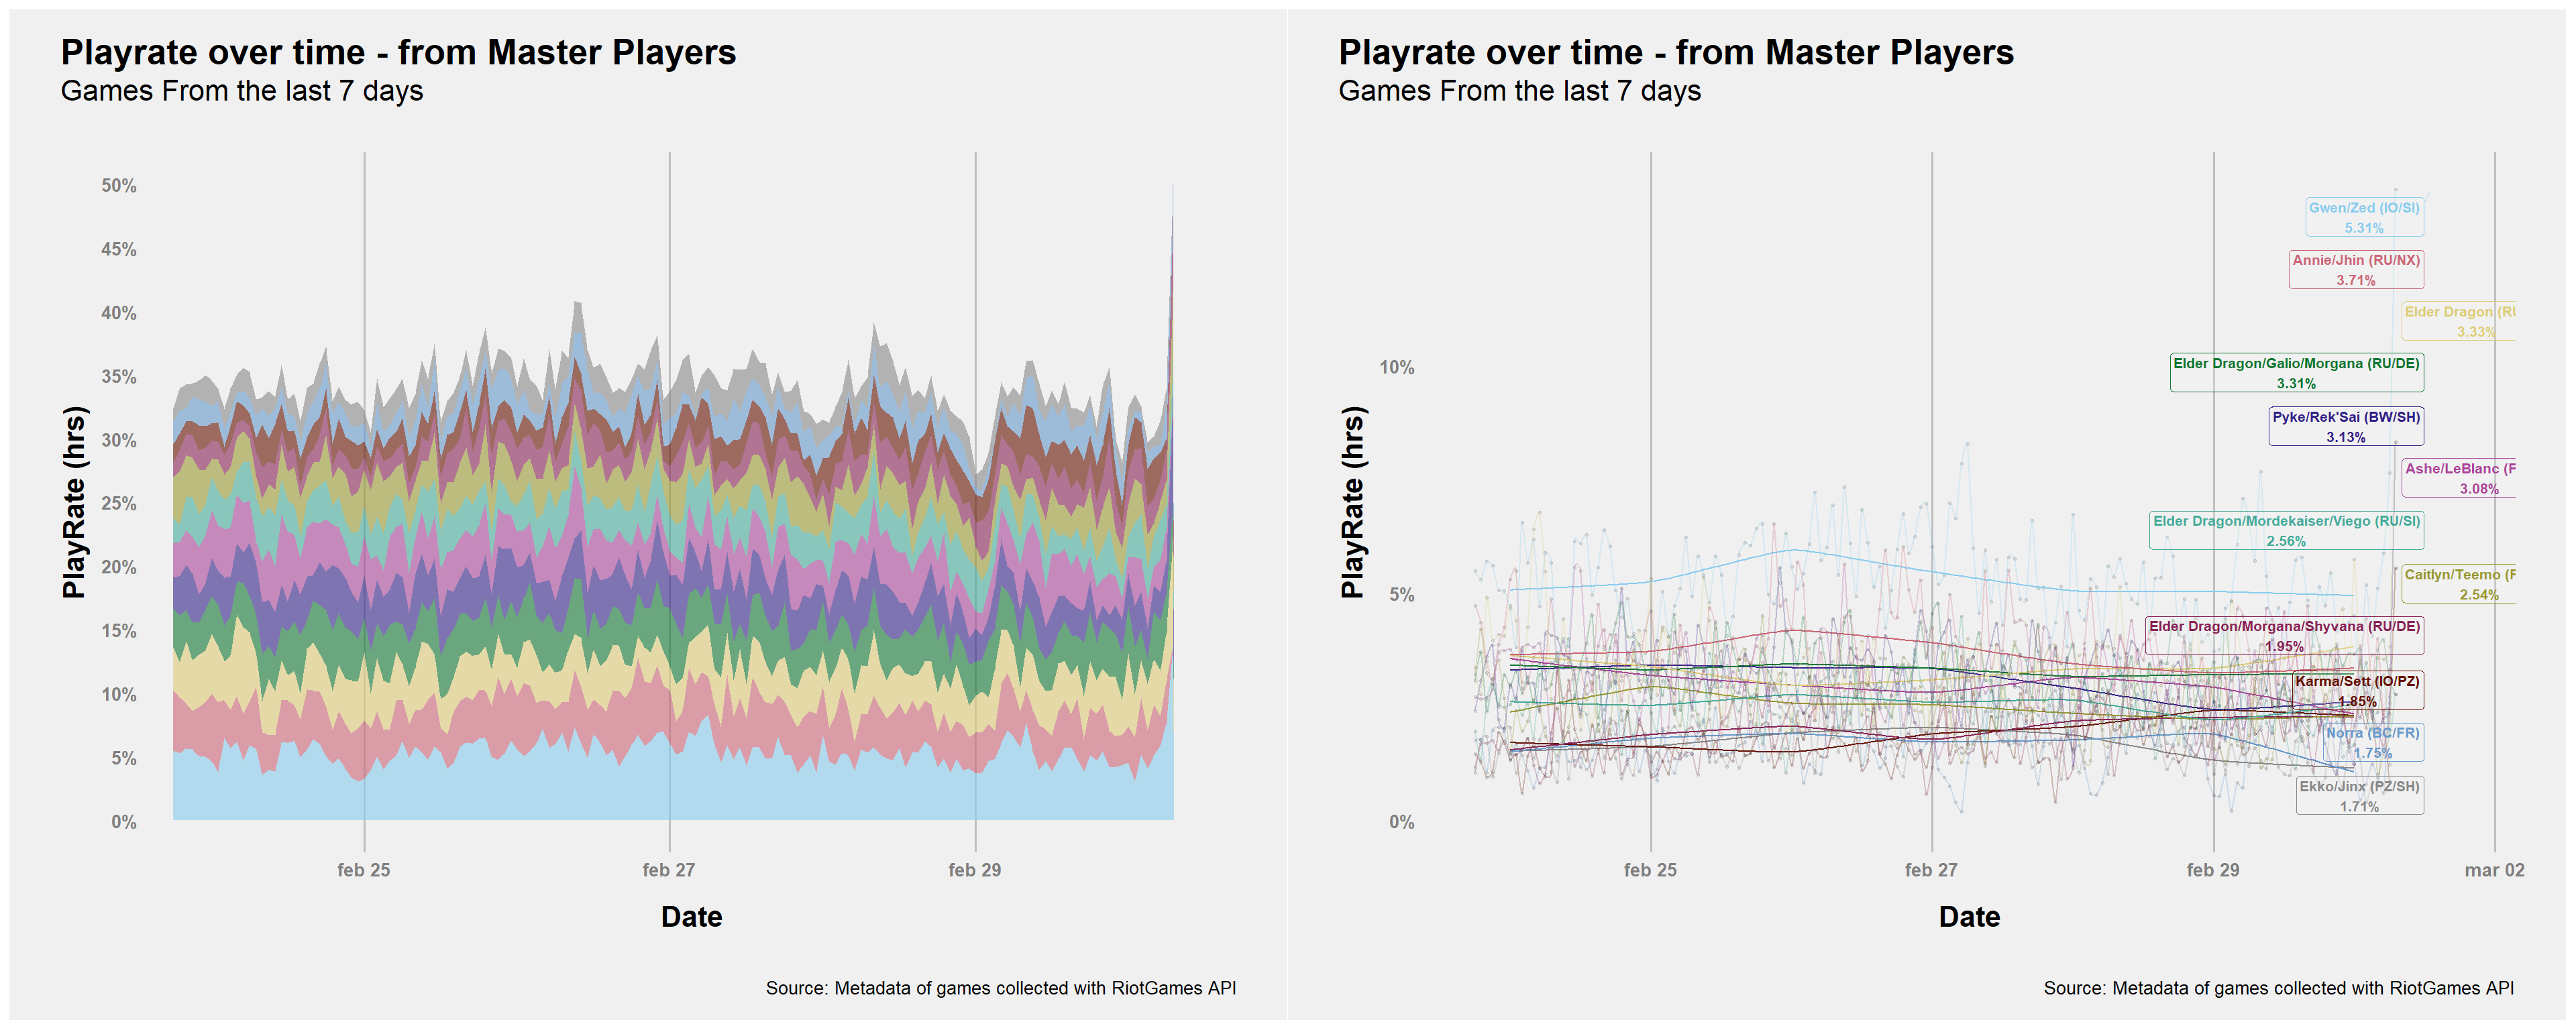 Playrate over time - from Master Players
Games From the last 7 days
50%
45%
40%
35%
30%
25%
20%
15%
10%
5%
0%
PlayRate (hrs)
feb 25
feb 27
feb 29
Date
Source: Metadata of games collected with RiotGames API
Playrate over time - from Master Players
Games From the last 7 days
10%
5%
0%
PlayRate (hrs)
Gwen/Zed (IO/SI)
5.31%
Annie/Jhin (RU/NX)
3.71%
Elder Dragon (RU
3.33%
Elder Dragon/Galio/Morgana (RU/DE)
3.31%
Pyke/Rek'Sai (BW/SH)
3.13%
Ashe/LeBlanc (F
3.08%
Elder Dragon/Mordekaiser/Viego (RU/SI)
2.56%
Caitlyn/Teemo (F
2.54%
Elder Dragon/Morgana/Shyvana (RU/DE)
1.95%
Karma/Sett (IO/PZ)
1.85%
Norra (BC/FR)
1.75%
Ekko/Jinx (PZ/SH)
1.71%
feb 25
feb 27
feb 29
mar 02
Date
Source: Metadata of games collected with RiotGames API